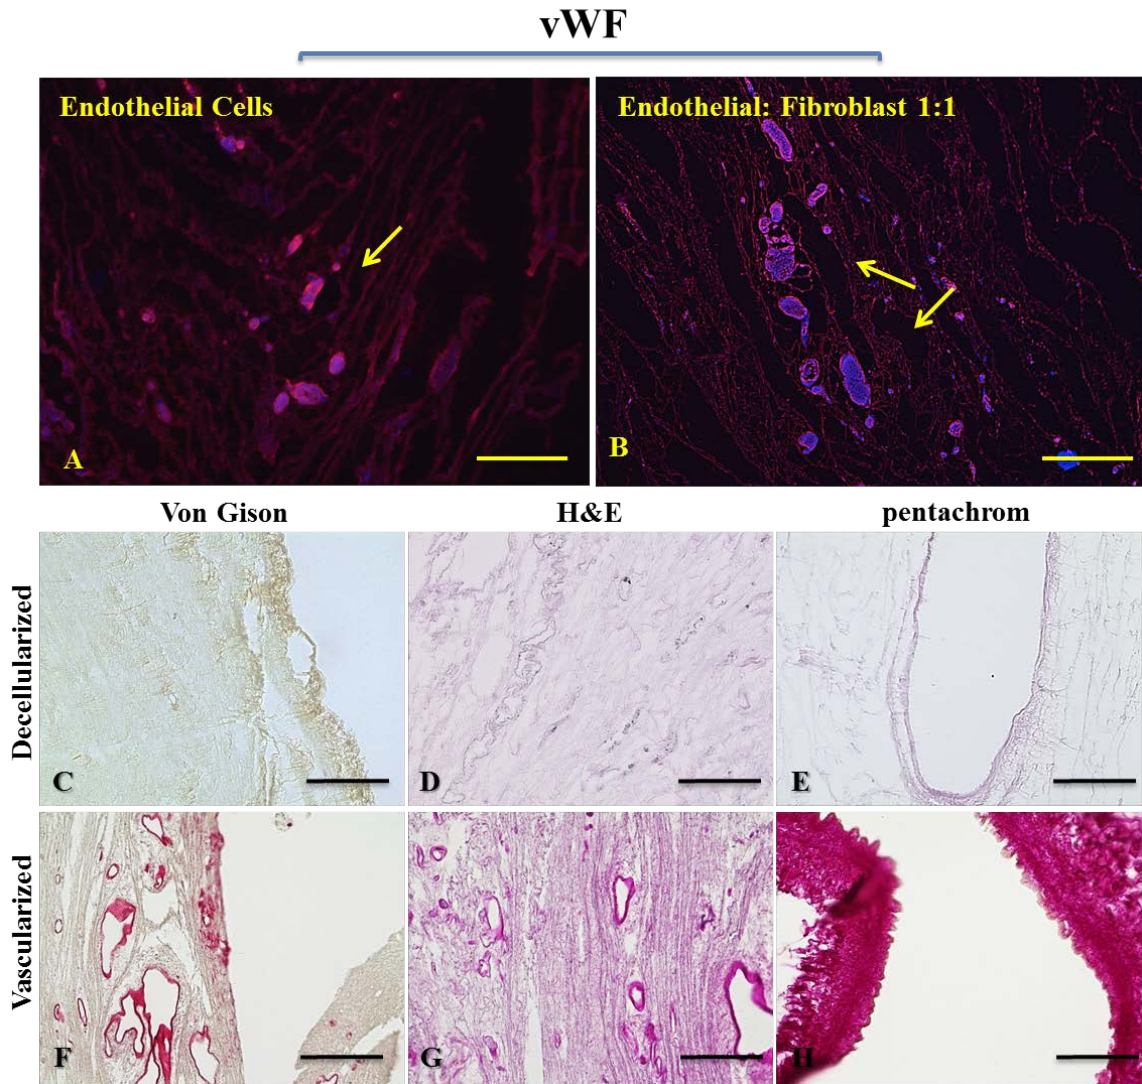 vWF
Endothelial Cells
Endothelial: Fibroblast 1:1
A
B
Von Gison
H&E
pentachrom
Decellularized
C
D
E
Vascularized
F
G
H